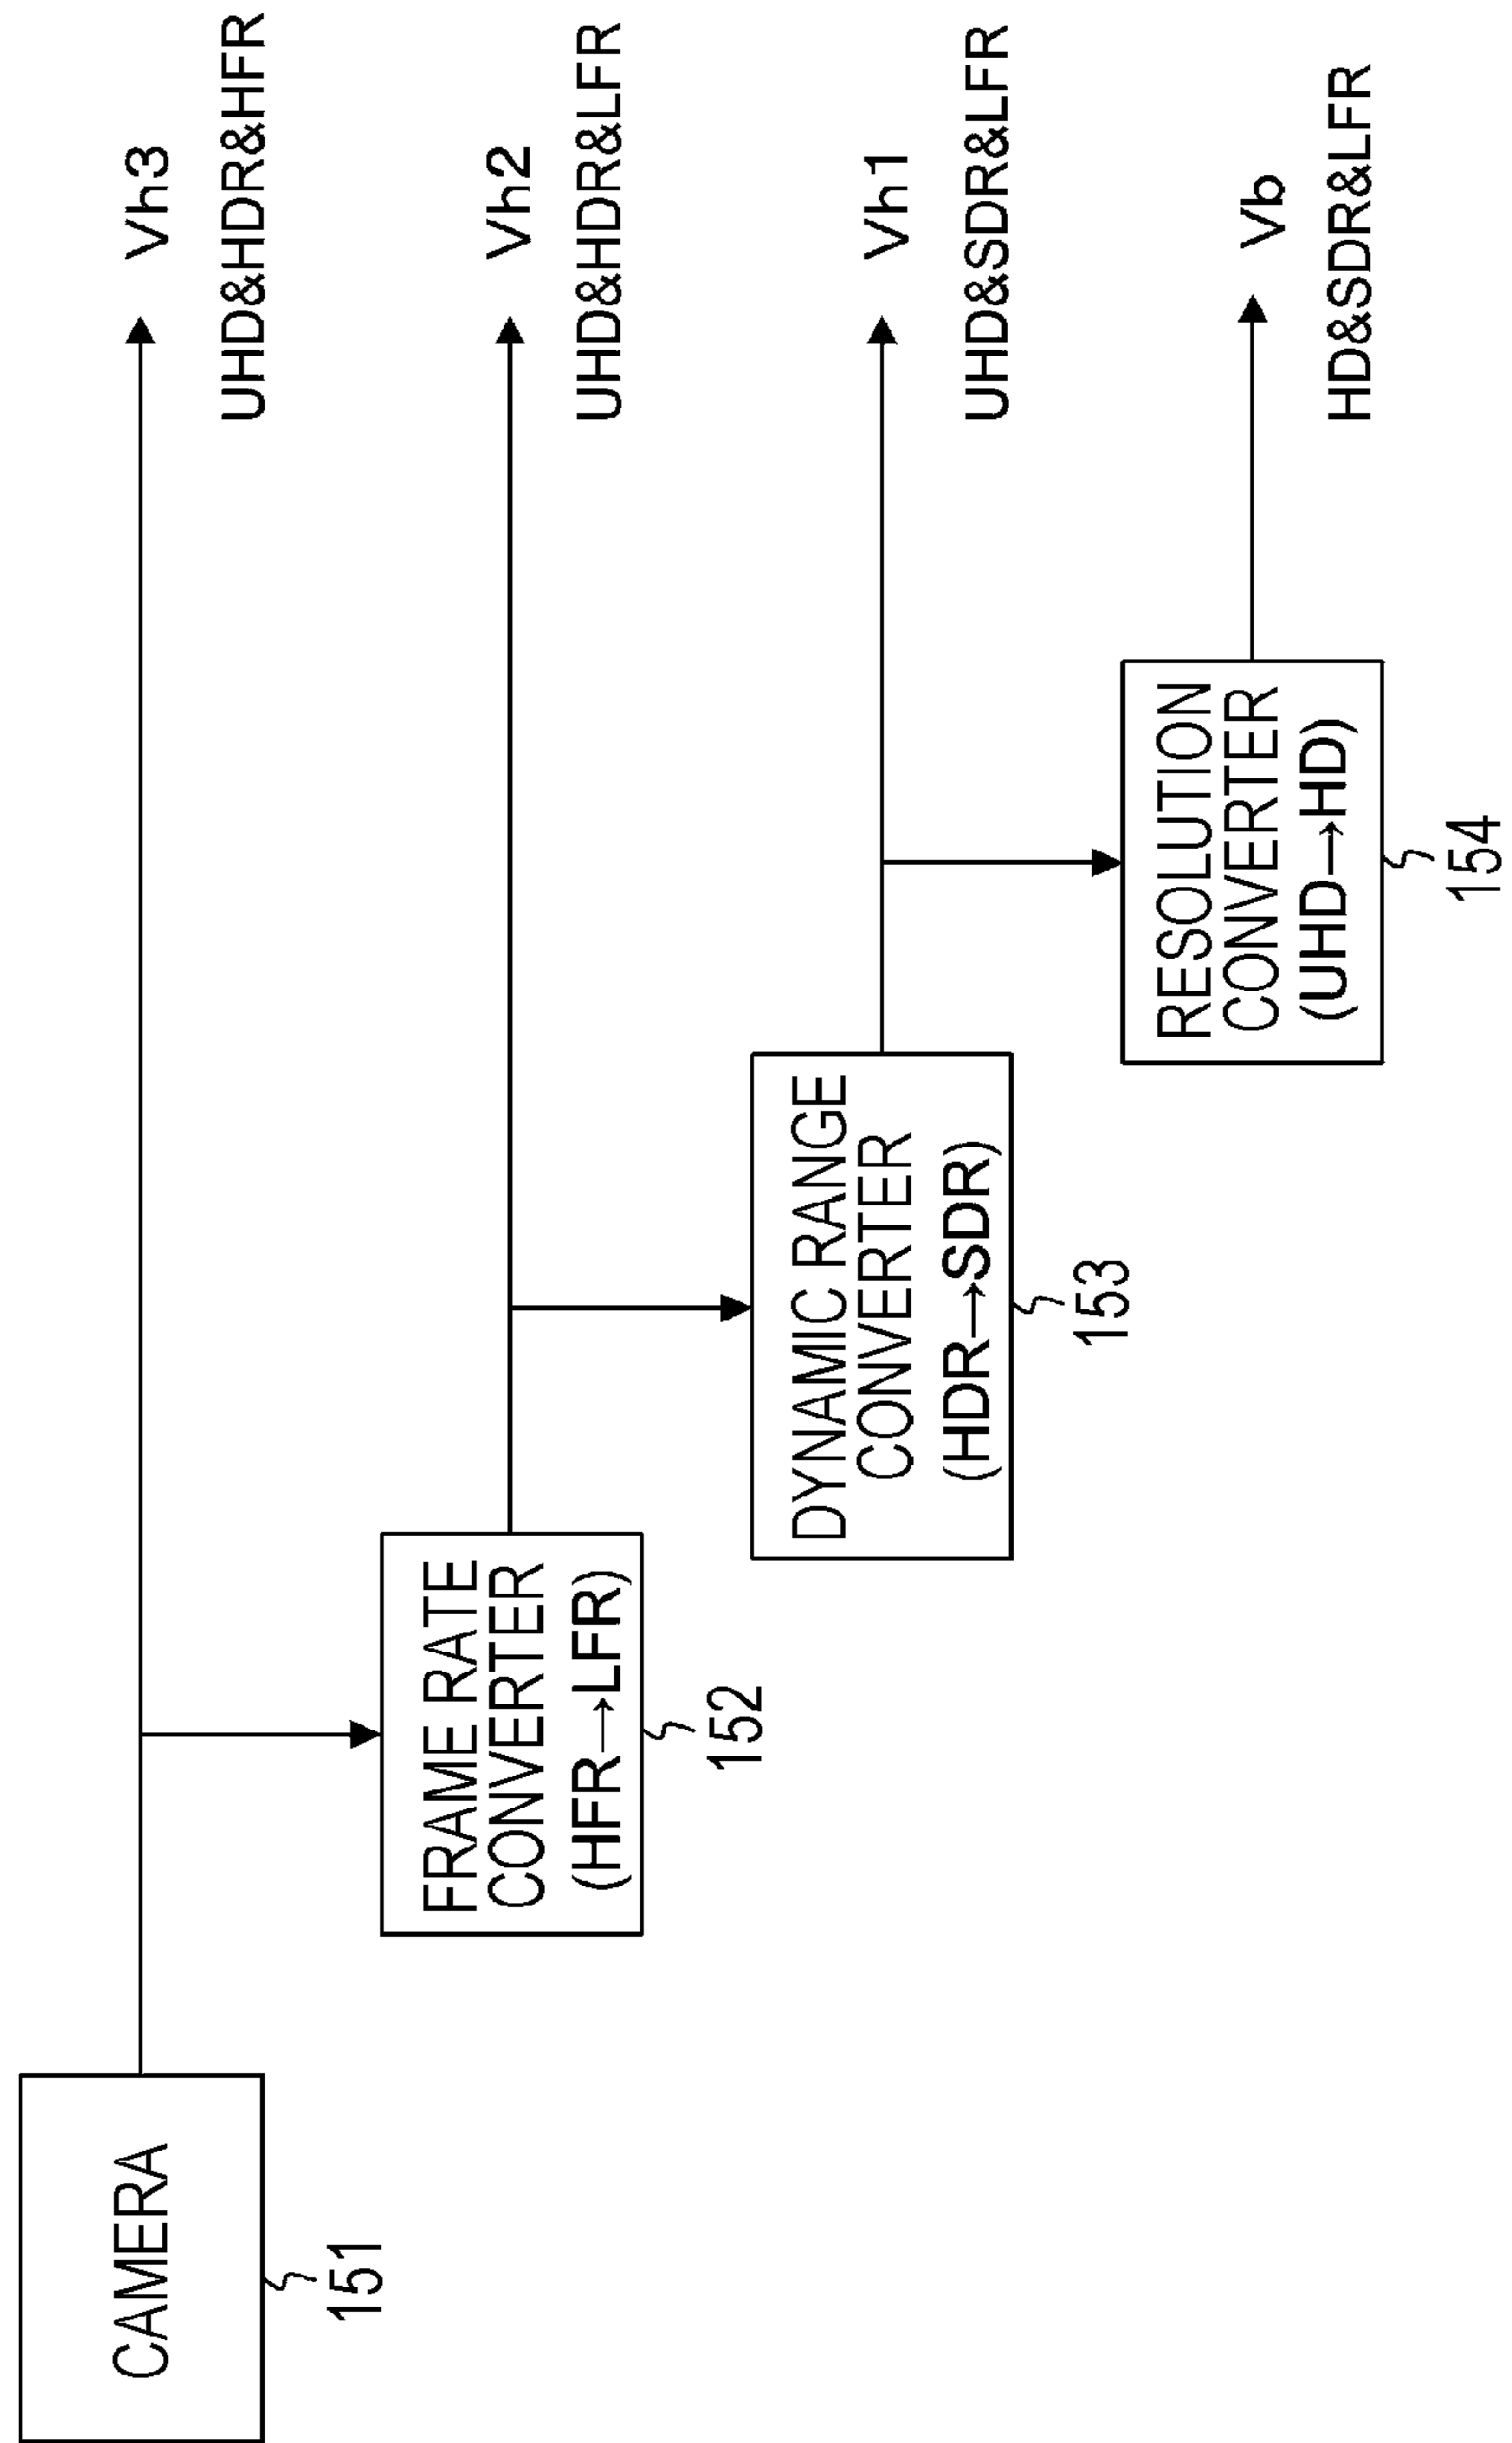 CAMERA
151
Vh3
UHD&HDR&HFR
FRAME RATE
CONVERTER
(HFR→LFR)
152
Vh2
UHD&HDR&LFR
DYNAMIC RANGE
CONVERTER
(HDR→SDR)
153
Vh1
UHD&SDR&LFR
RESOLUTION
CONVERTER
(UHD→HD)
154
Vb
HD&SDR&LFR